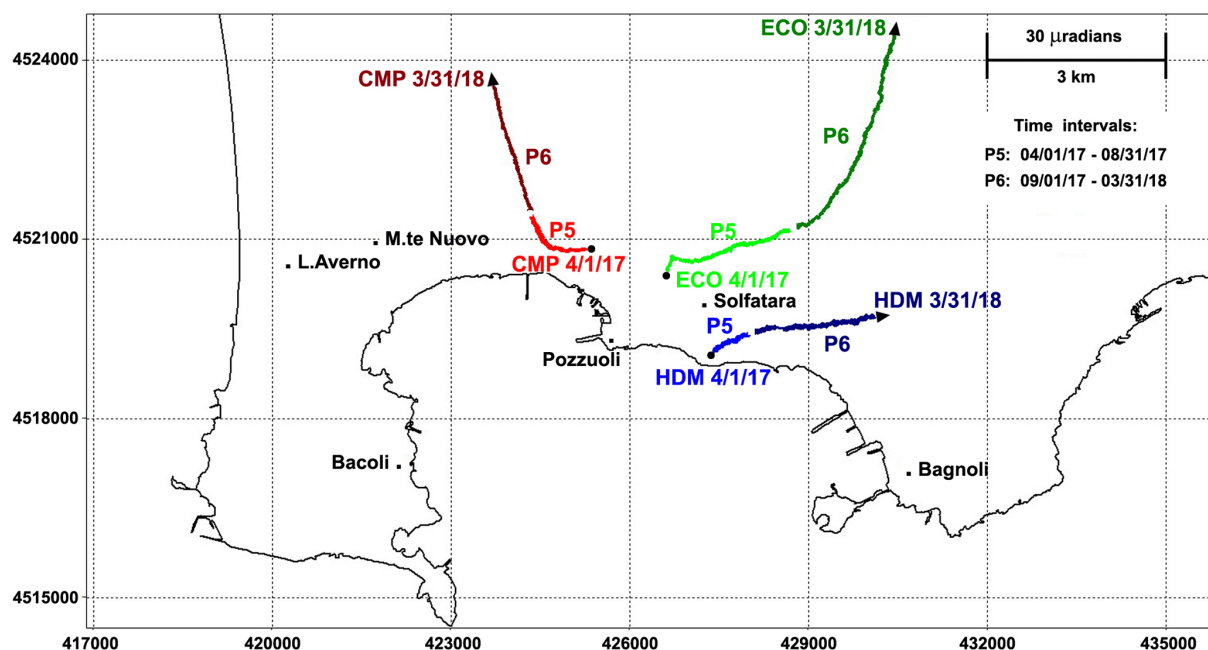 ECO 3/31/18
30 μradians
4524000
CMP 3/31/18
3 km
P6
Time intervals:
P6
P5: 04/01/17 - 08/31/17
P6: 09/01/17 - 03/31/18
4521000
M.te Nuovo
P5
P5
L.Averno
CMP 4/1/17
ECO 4/1/17
Solfatara
HDM 3/31/18
P5
P6
Pozzuoli
HDM 4/1/17
4518000
Bacoli
Bagnoli
4515000
417000 420000 423000 426000 429000 432000 435000